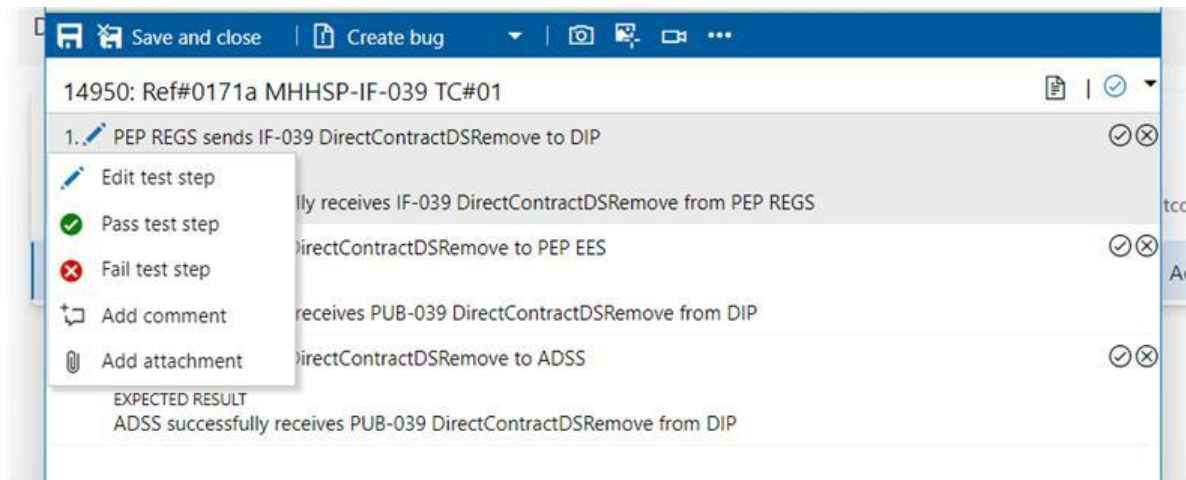 Save and close | Create bug
14950: Ref#0171a MHHSP-IF-039 TC#01
1. PEP REGS sends IF-039 DirectContractDSRemove to DIP
Edit test step
lly receives IF-039 DirectContractDSRemove from PEP REGS
Pass test step
DirectContractDSRemove to PEP EES
Fail test step
Add comment
receives PUB-039 DirectContractDSRemove from DIP
Add attachment
DirectContractDSRemove to ADSS
EXPECTED RESULT
ADSS successfully receives PUB-039 DirectContractDSRemove from DIP